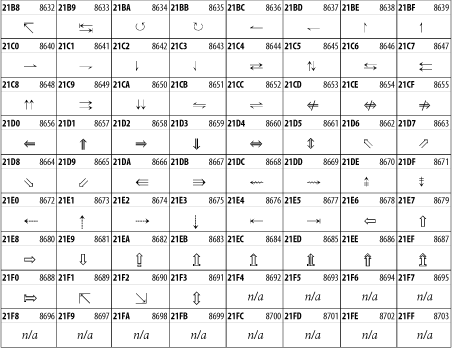 21B8 8632 21B9 8633 21BA 8634 21BB 8635 21BC 8636 21BD 8637 21BE 8638 21BF 8639
↸ ↹ ↺ ↻ ↼ ↽ ↾ ↿
21C0 8640 21C1 8641 21C2 8642 21C3 8643 21C4 8644 21C5 8645 21C6 8646 21C7 8647
⇀ ⇁ ⇂ ⇃ ⇄ ⇅ ⇆ ⇇
21C8 8648 21C9 8649 21CA 8650 21CB 8651 21CC 8652 21CD 8653 21CE 8654 21CF 8655
⇈ ⇉ ⇊ ⇋ ⇌ ⇍ ⇎ ⇏
21D0 8656 21D1 8657 21D2 8658 21D3 8659 21D4 8660 21D5 8661 21D6 8662 21D7 8663
⇐ ⇑ ⇒ ⇓ ⇔ ⇕ ⇖ ⇗
21D8 8664 21D9 8665 21DA 8666 21DB 8667 21DC 8668 21DD 8669 21DE 8670 21DF 8671
⇘ ⇙ ⇚ ⇛ ⇜ ⇝ ⇞ ⇟
21E0 8672 21E1 8673 21E2 8674 21E3 8675 21E4 8676 21E5 8677 21E6 8678 21E7 8679
⇠ ⇡ ⇢ ⇣ ⇤ ⇥ ⇦ ⇧
21E8 8680 21E9 8681 21EA 8682 21EB 8683 21EC 8684 21ED 8685 21EE 8686 21EF 8687
⇨ ⇩ ⇪ ⇫ ⇬ ⇭ ⇮ ⇯
21F0 8688 21F1 8689 21F2 8690 21F3 8691 21F4 8692 21F5 8693 21F6 8694 21F7 8695
⇰ ⇱ ⇲ ⇳ n/a n/a n/a n/a
21F8 8696 21F9 8697 21FA 8698 21FB 8699 21FC 8700 21FD 8701 21FE 8702 21FF 8703
n/a n/a n/a n/a n/a n/a n/a n/a